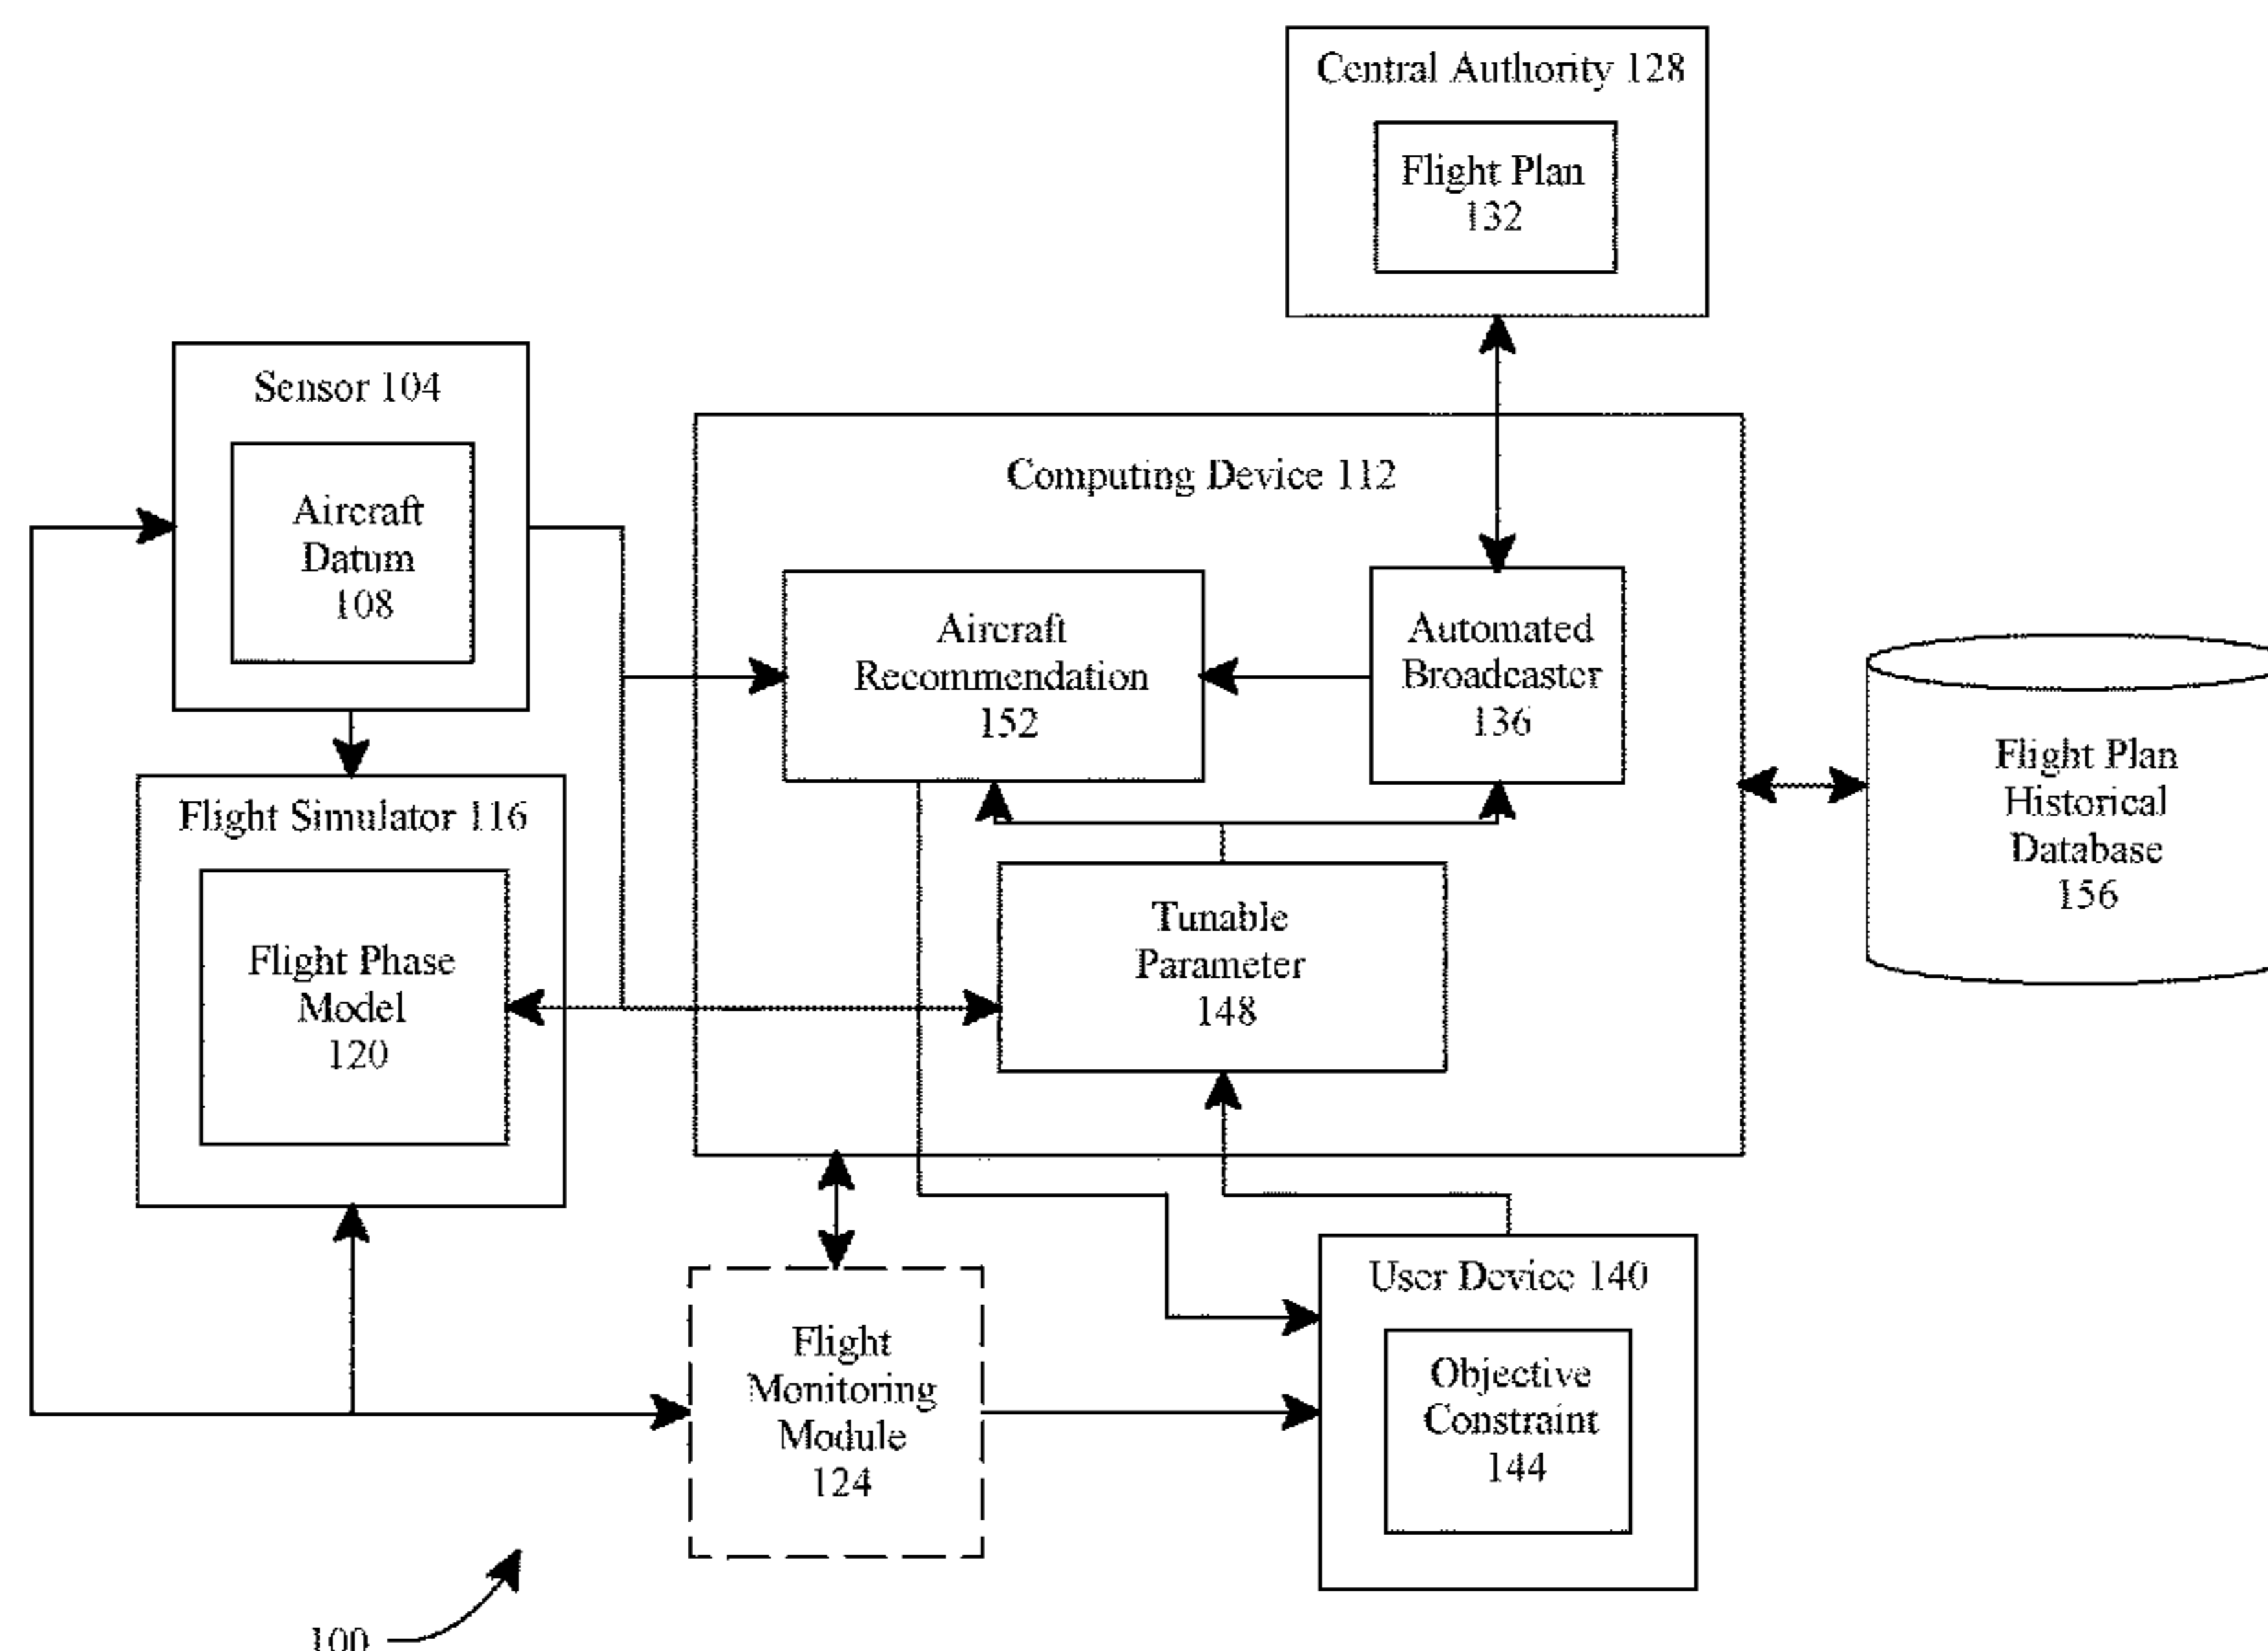 Central Authority 128
Flight Plan
132
Sensor 104
Aircraft
Datum
108
Computing Device 112
Aircraft
Recommendation
152
Automated
Broadcaster
136
Flight Simulator 116
Flight Phase
Model
120
Tunable
Parameter
148
Flight Plan
Historical
Database
156
Flight
Monitoring
Module
124
User Device 140
Objective
Constraint
144
100